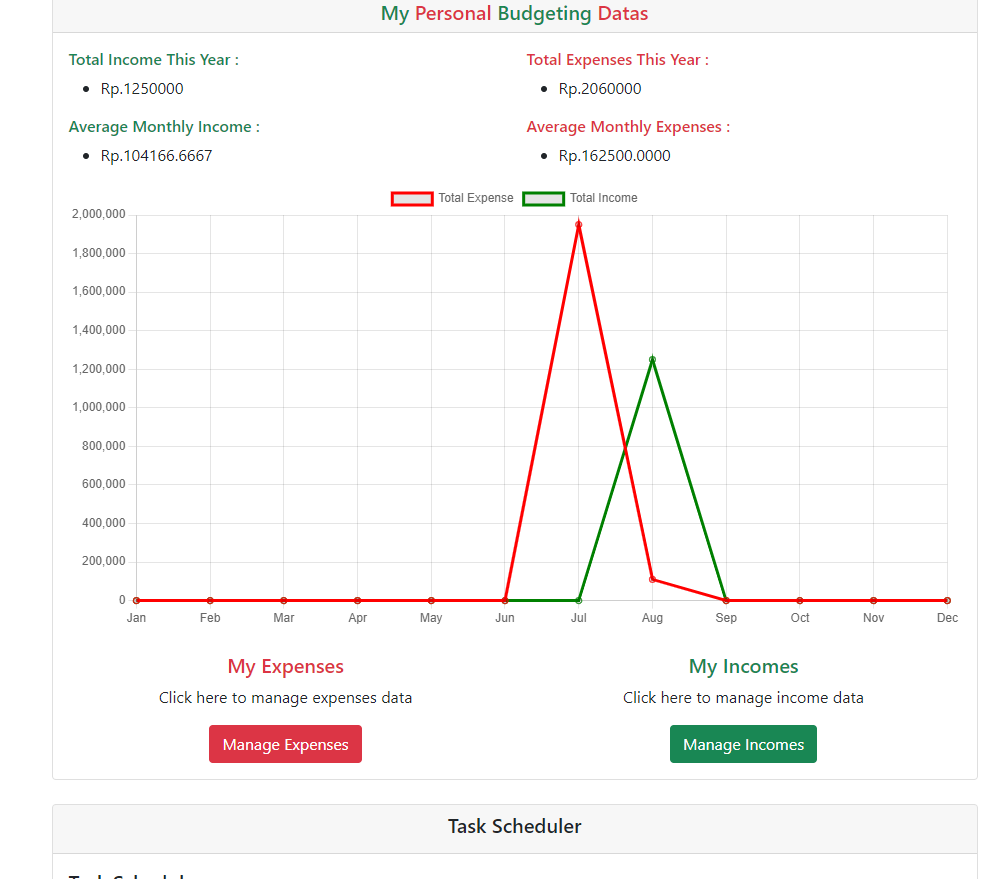 My Personal Budgeting Datas
Total Income This Year :
Rp.1250000
Average Monthly Income :
Rp.104166.6667
Total Expenses This Year :
Rp.2060000
Average Monthly Expenses :
Rp.162500.0000
Total Expense Total Income
2,000,000
1,800,000
1,600,000
1,400,000
1,200,000
1,000,000
800,000
600,000
400,000
200,000
0
Jan Feb Mar Apr May Jun Jul Aug Sep Oct Nov Dec
My Expenses
Click here to manage expenses data
Manage Expenses
My Incomes
Click here to manage income data
Manage Incomes
Task Scheduler